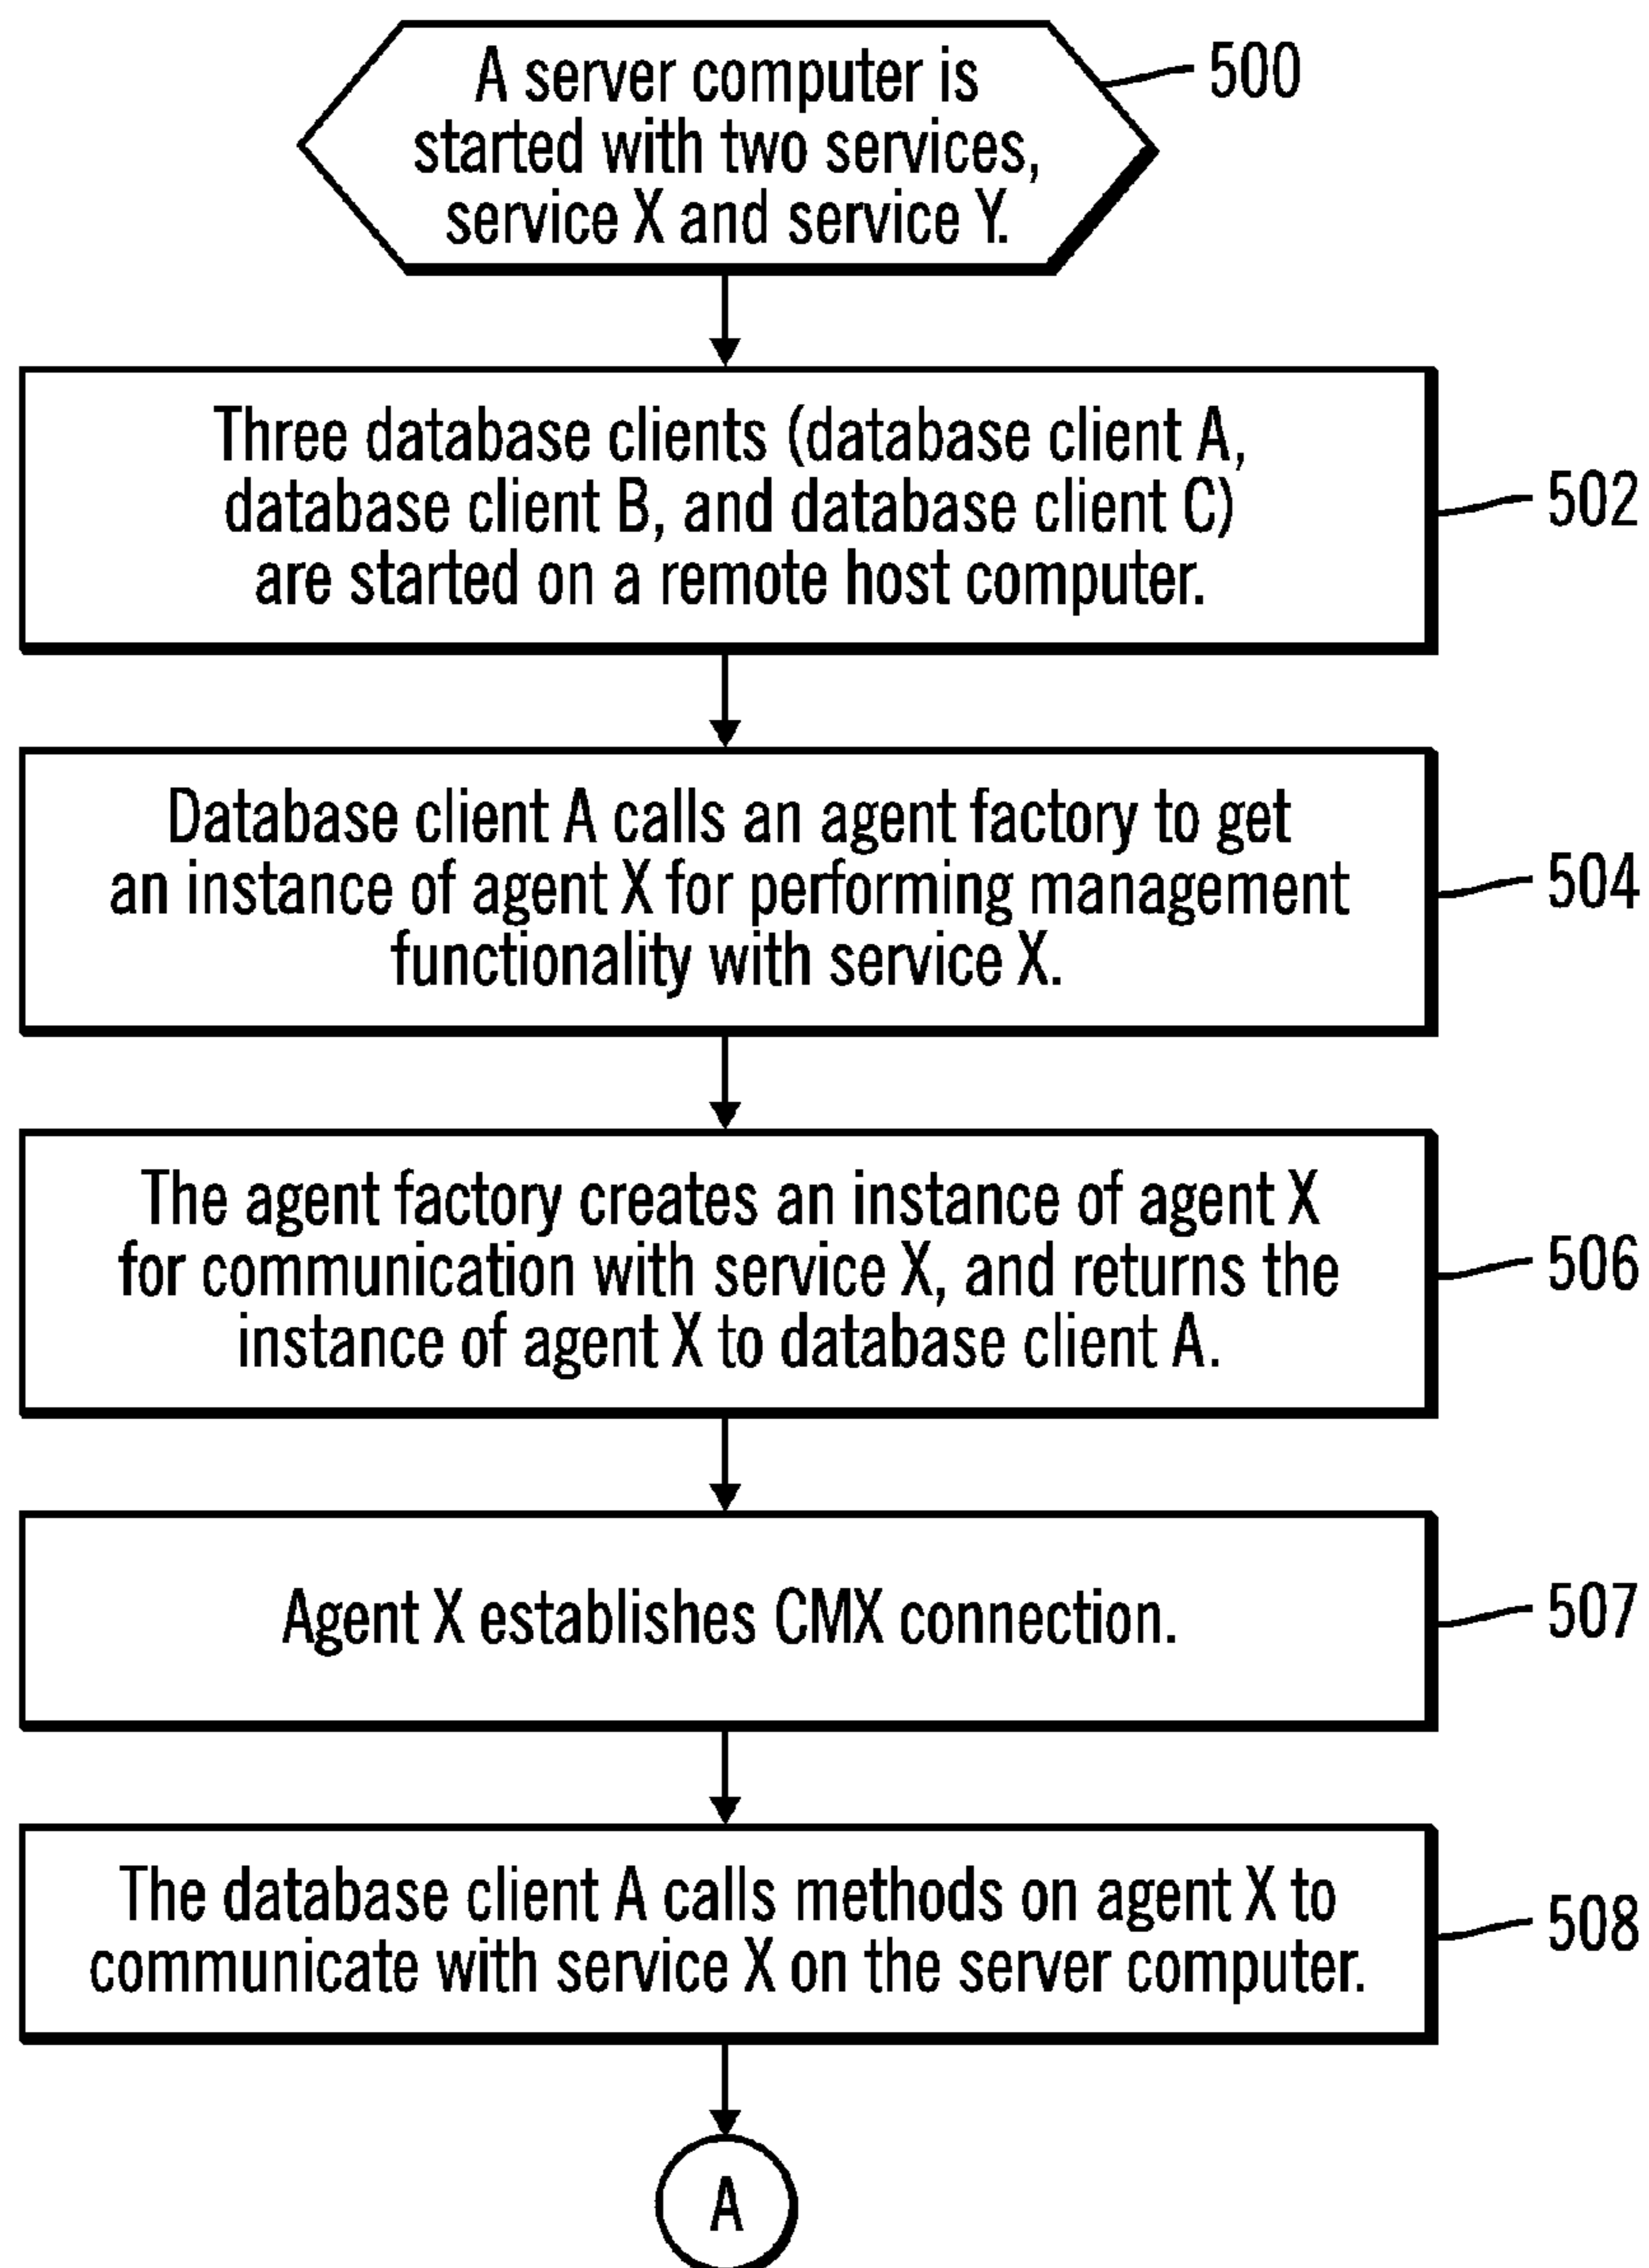 A server computer is
started with two services,
service X and service Y.
500
Three database clients (database client A,
database client B, and database client C)
are started on a remote host computer.
502
Database client A calls an agent factory to get
an instance of agent X for performing management
functionality with service X.
504
The agent factory creates an instance of agent X
for communication with service X, and returns the
instance of agent X to database client A.
506
Agent X establishes CMX connection.
507
The database client A calls methods on agent X to
communicate with service X on the server computer.
508
A